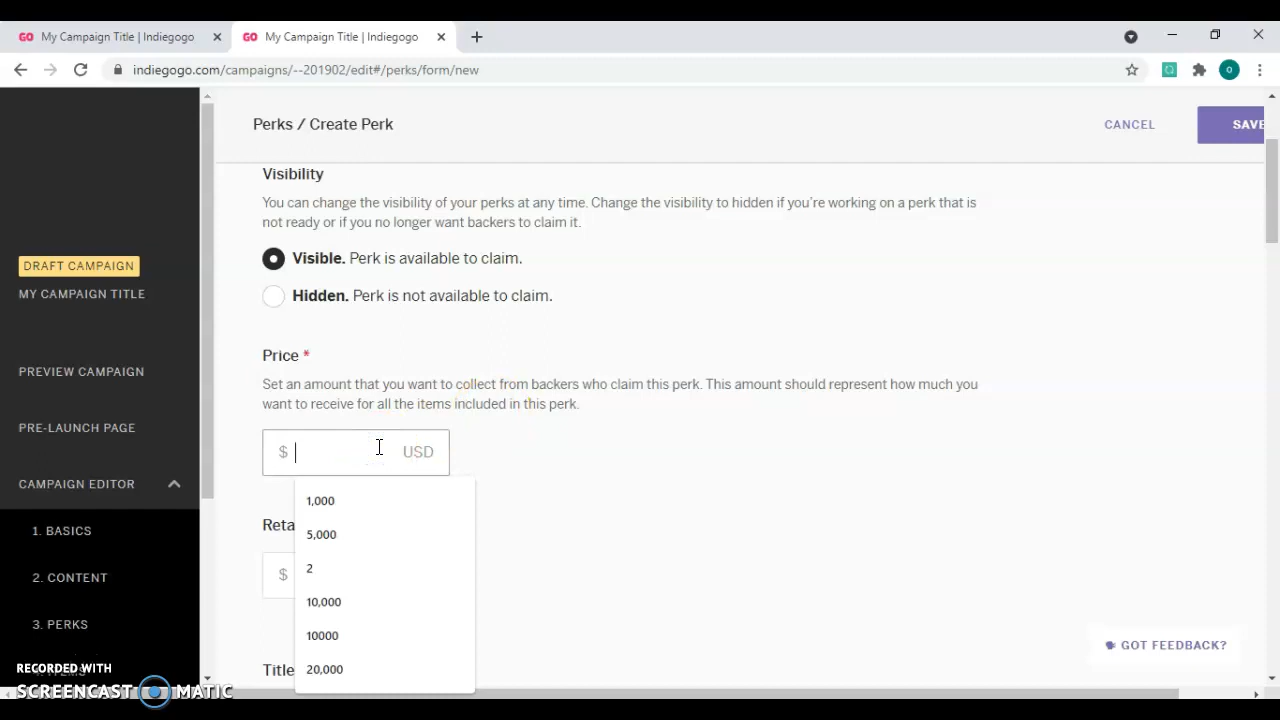 GO My Campaign Title | Indiegogo
GO My Campaign Title | Indiegogo
indiegogo.com/campaigns/--201902/edit#/perks/form/new
O
Perks / Create Perk
CANCEL
SAVE
Visibility
You can change the visibility of your perks at any time. Change the visibility to hidden if you're working on a perk that is
not ready or if you no longer want backers to claim it.
Visible. Perk is available to claim.
Hidden. Perk is not available to claim.
Price *
Set an amount that you want to collect from backers who claim this perk. This amount should represent how much you
want to receive for all the items included in this perk.
$ USD
1,000
5,000
2
10,000
10000
20,000
Reta
$
Title
DRAFT CAMPAIGN
MY CAMPAIGN TITLE
PREVIEW CAMPAIGN
PRE-LAUNCH PAGE
CAMPAIGN EDITOR
1. BASICS
2. CONTENT
3. PERKS
4. ITEMS
GOT FEEDBACK?
RECORDED WITH
SCREENCAST MATIC